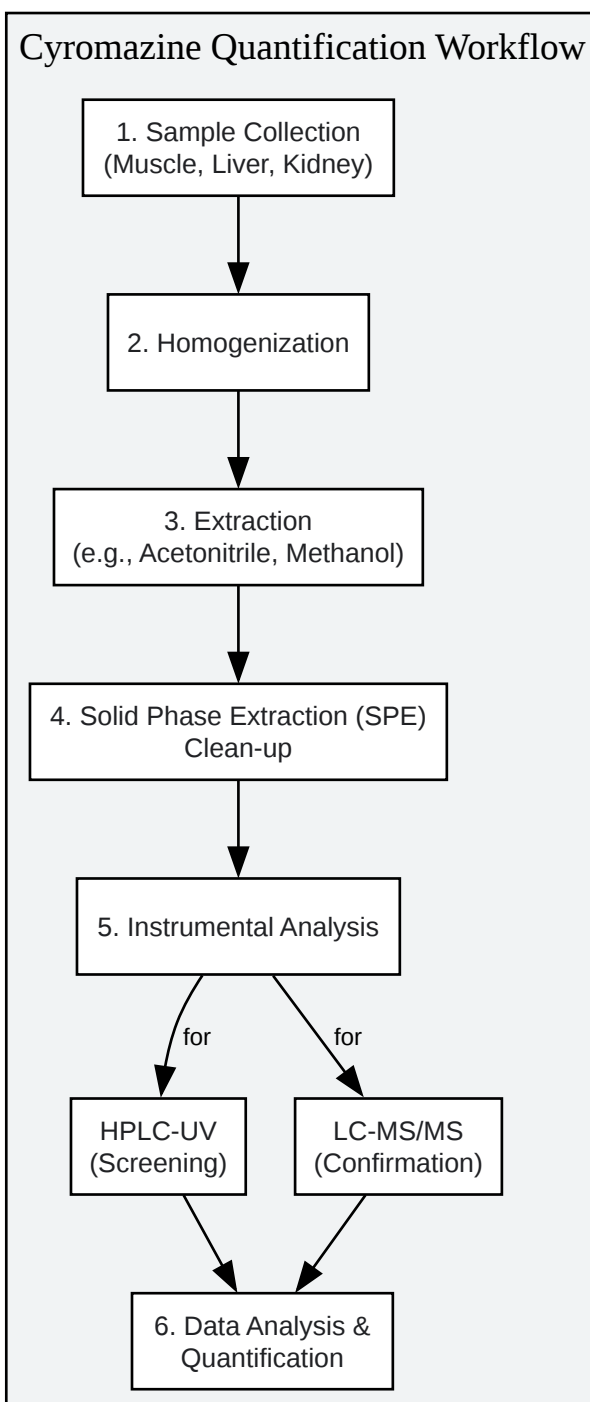 Cyromazine Quantification Workflow
1. Sample Collection
(Muscle, Liver, Kidney)
2. Homogenization
3. Extraction
(e.g., Acetonitrile, Methanol)
4. Solid Phase Extraction (SPE)
Clean-up
5. Instrumental Analysis
for
for
HPLC-UV
(Screening)
LC-MS/MS
(Confirmation)
6. Data Analysis &
Quantification